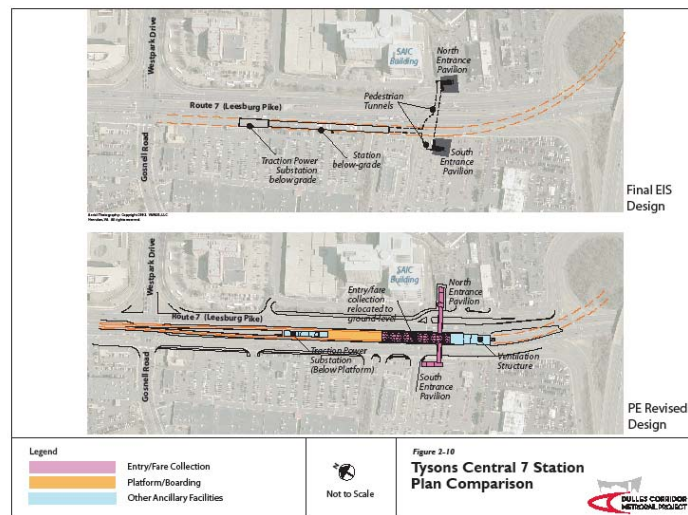 Westpark Drive
SAIC
Building
North
Entrance
Pavilion
Pedestrian
Tunnels
Route 7 (Leesburg Pike)
Gosnell Road
Traction Power
Substation
below grade
Station
below-grade
South
Entrance
Pavilion
Final EIS
Design
Westpark Drive
SAIC
Building
Entry/fare
collection
relocated to
ground-level
North
Entrance
Pavilion
Route 7 (Leesburg Pike)
Gosnell Road
Traction Power
Substation
(Below Platform)
South
Entrance
Pavilion
Ventilation
Structure
PE Revised
Design
Legend
Entry/Fare Collection
Platform/Boarding
Other Ancillary Facilities
N
Not to Scale
Figure 2-10
Tysons Central 7 Station
Plan Comparison
DULLES CORRIDOR
METRORAIL PROJECT